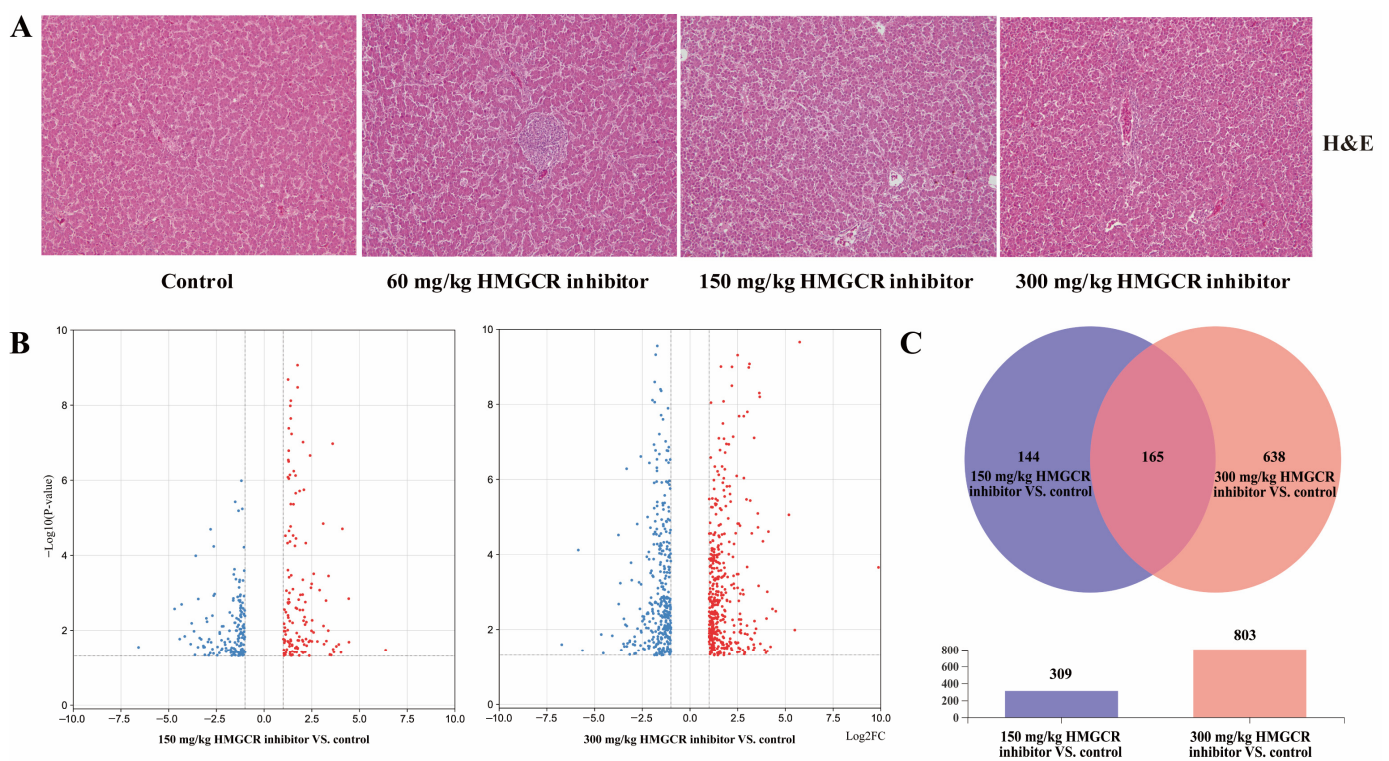 A
H&E
Control
60 mg/kg HMGCR inhibitor
150 mg/kg HMGCR inhibitor
300 mg/kg HMGCR inhibitor
B
10
8
6
4
2
0
−Log10(P-value)
−10.0 −7.5 −5.0 −2.5 0.0 2.5 5.0 7.5 10.0
150 mg/kg HMGCR inhibitor VS. control
10
8
6
4
2
0
−10.0 −7.5 −5.0 −2.5 0.0 2.5 5.0 7.5 10.0
300 mg/kg HMGCR inhibitor VS. control
Log2FC
C
144
150 mg/kg HMGCR
inhibitor VS. control
165
638
300 mg/kg HMGCR
inhibitor VS. control
800
600
400
200
0
309
803
150 mg/kg HMGCR
inhibitor VS. control
300 mg/kg HMGCR
inhibitor VS. control